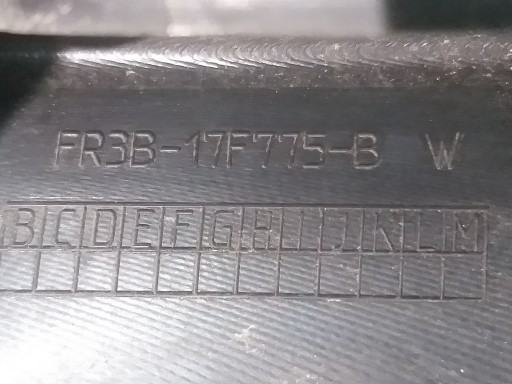 FR3B-17F775-B W
B C D E F G H I J K L M